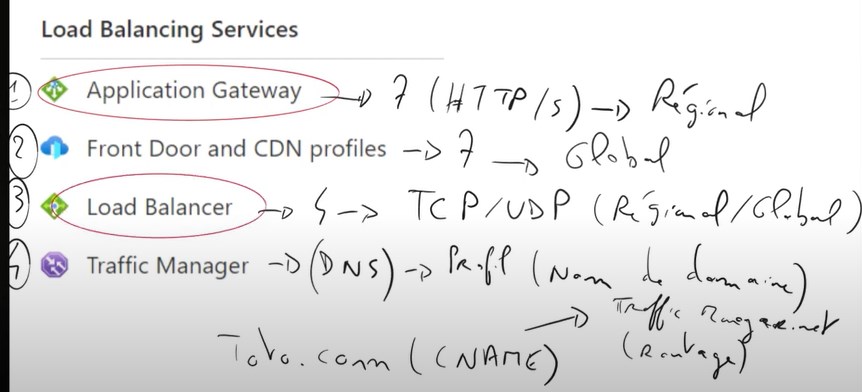 Load Balancing Services
1 Application Gateway → 7 (HTTP/S) → Régional
2 Front Door and CDN profiles → 7 → Global
3 Load Balancer → 4 → TCP/UDP (Régional/Global)
4 Traffic Manager → (DNS) → Profil (Nom de domaine)
Toto.com (CNAME) → Trafficmanager.net
(Routage)